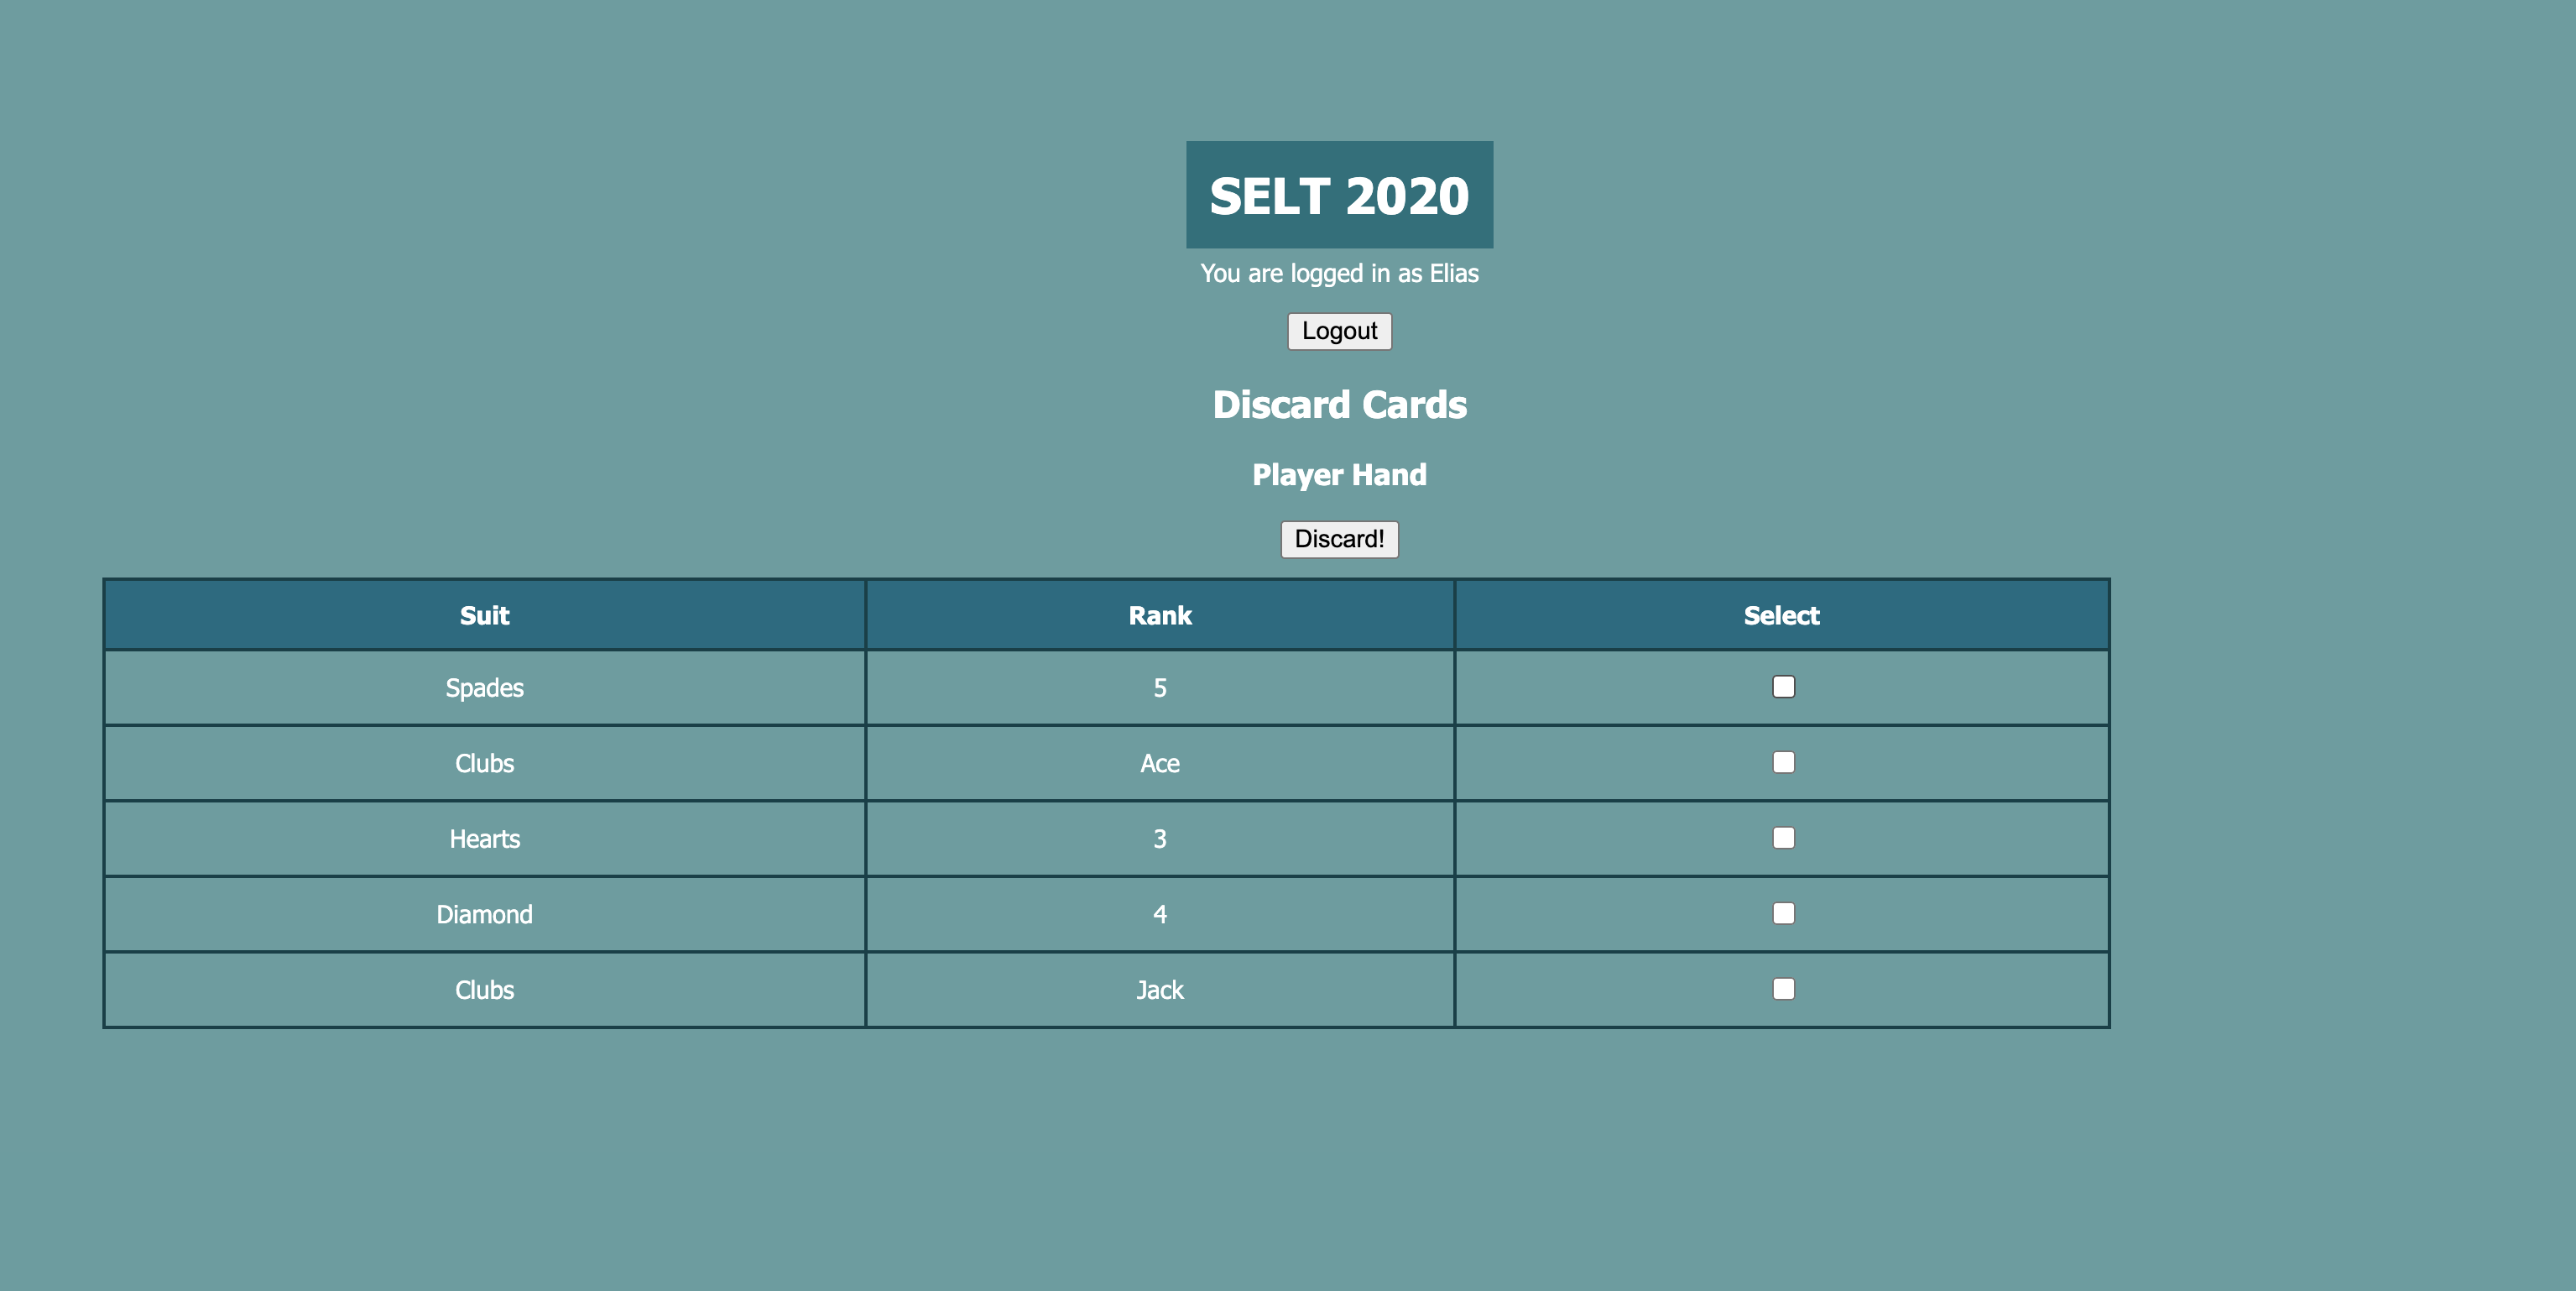 SELT 2020
You are logged in as Elias
Logout
Discard Cards
Player Hand
Discard!
Suit Rank Select
Spades 5
Clubs Ace
Hearts 3
Diamond 4
Clubs Jack